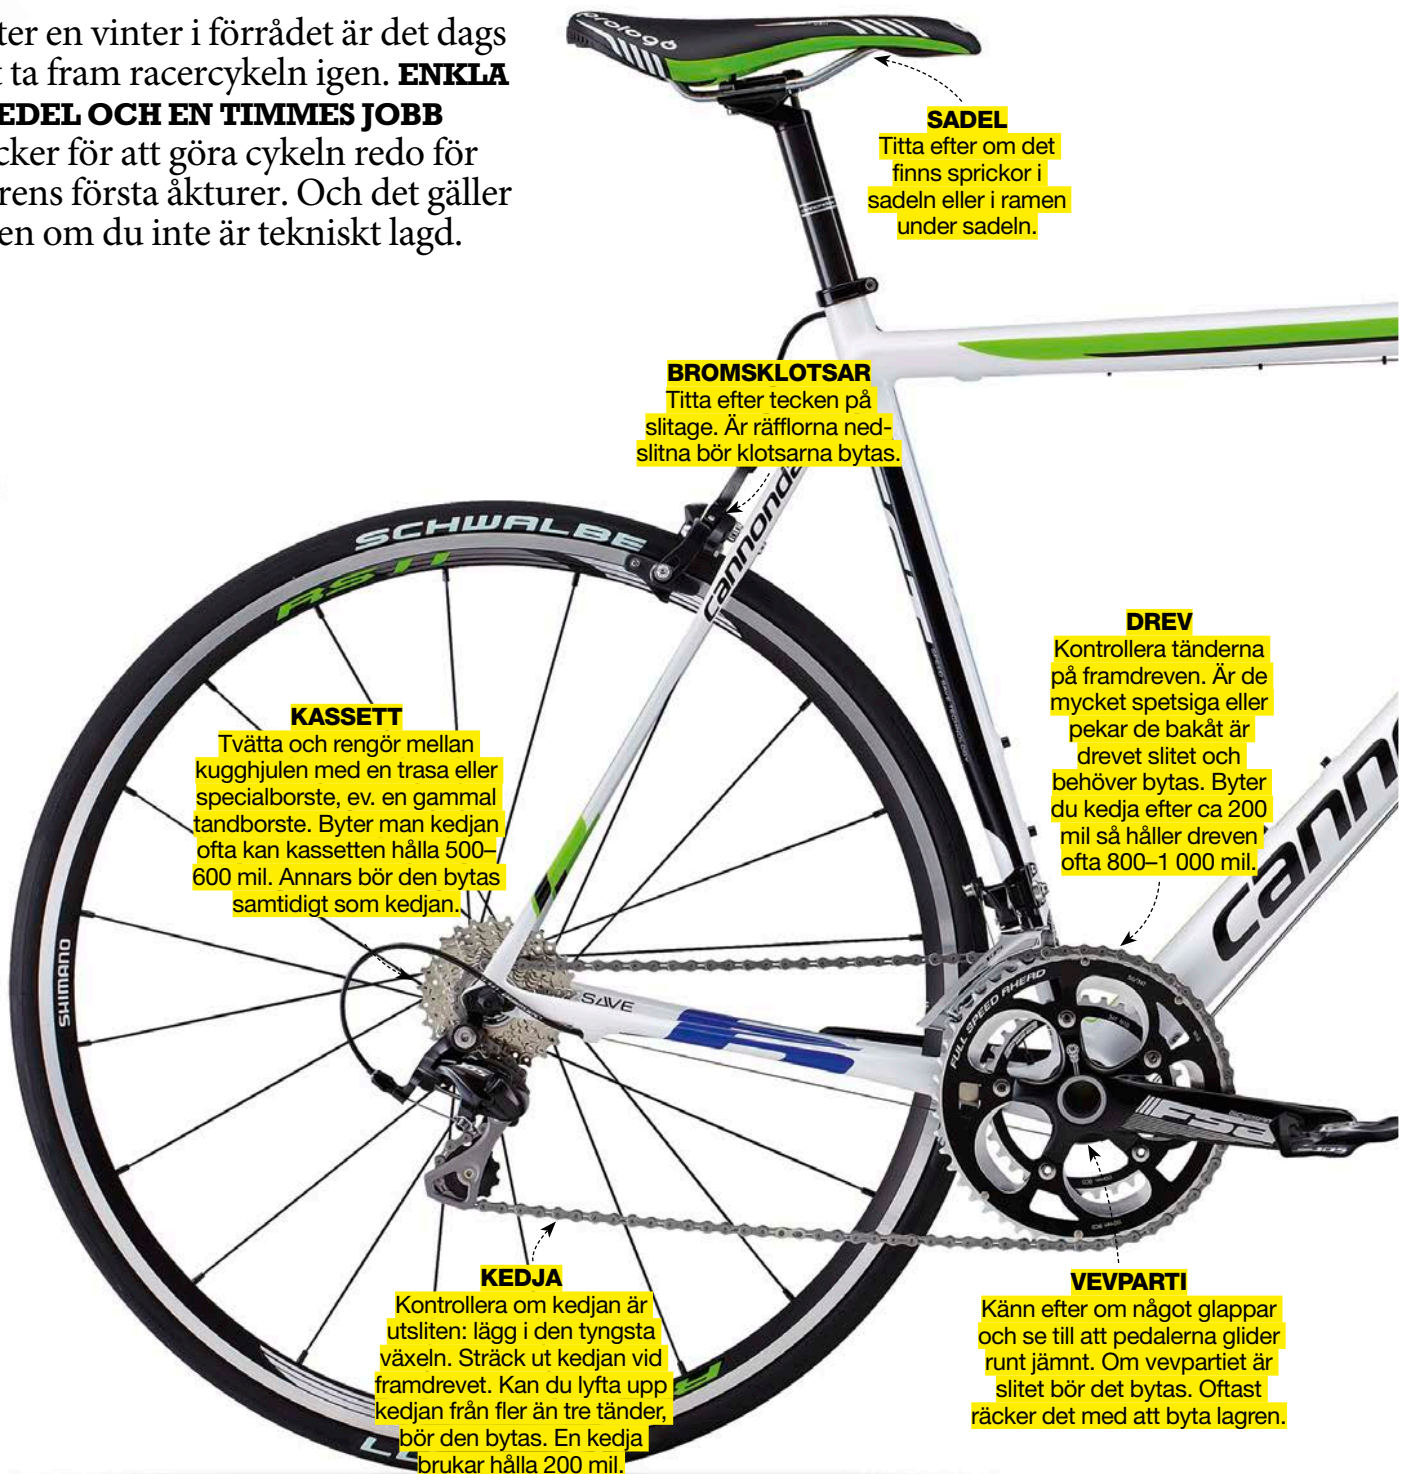 ter en vinter i förrådet är det dags
t ta fram racercykeln igen. ENKLA
EDEL OCH EN TIMMES JOBB
cker för att göra cykeln redo för
rens första åkturer. Och det gäller
en om du inte är tekniskt lagd.
prologo
SADEL
Titta efter om det
finns sprickor i
sadeln eller i ramen
under sadeln.
BROMSKLOTSAR
Titta efter tecken på
slitage. Är räfflorna ned-
slitna bör klotsarna bytas.
SCHWALBE
RS11
cannonda
DREV
Kontrollera tänderna
på framdreven. Är de
mycket spetsiga eller
pekar de bakåt är
drevet slitet och
behöver bytas. Byter
du kedja efter ca 200
mil så håller dreven
ofta 800–1 000 mil.
KASSETT
Tvätta och rengör mellan
kugghjulen med en trasa eller
specialborste, ev. en gammal
tandborste. Byter man kedjan
ofta kan kassetten hålla 500–
600 mil. Annars bör den bytas
samtidigt som kedjan.
cann
SHIMANO
SAVE
FULL SPEED AHEAD
FSA
KEDJA
Kontrollera om kedjan är
utsliten: lägg i den tyngsta
växeln. Sträck ut kedjan vid
framdrevet. Kan du lyfta upp
kedjan från fler än tre tänder,
bör den bytas. En kedja
brukar hålla 200 mil.
VEVPARTI
Känn efter om något glappar
och se till att pedalerna glider
runt jämnt. Om vevpartiet är
slitet bör det bytas. Oftast
räcker det med att byta lagren.